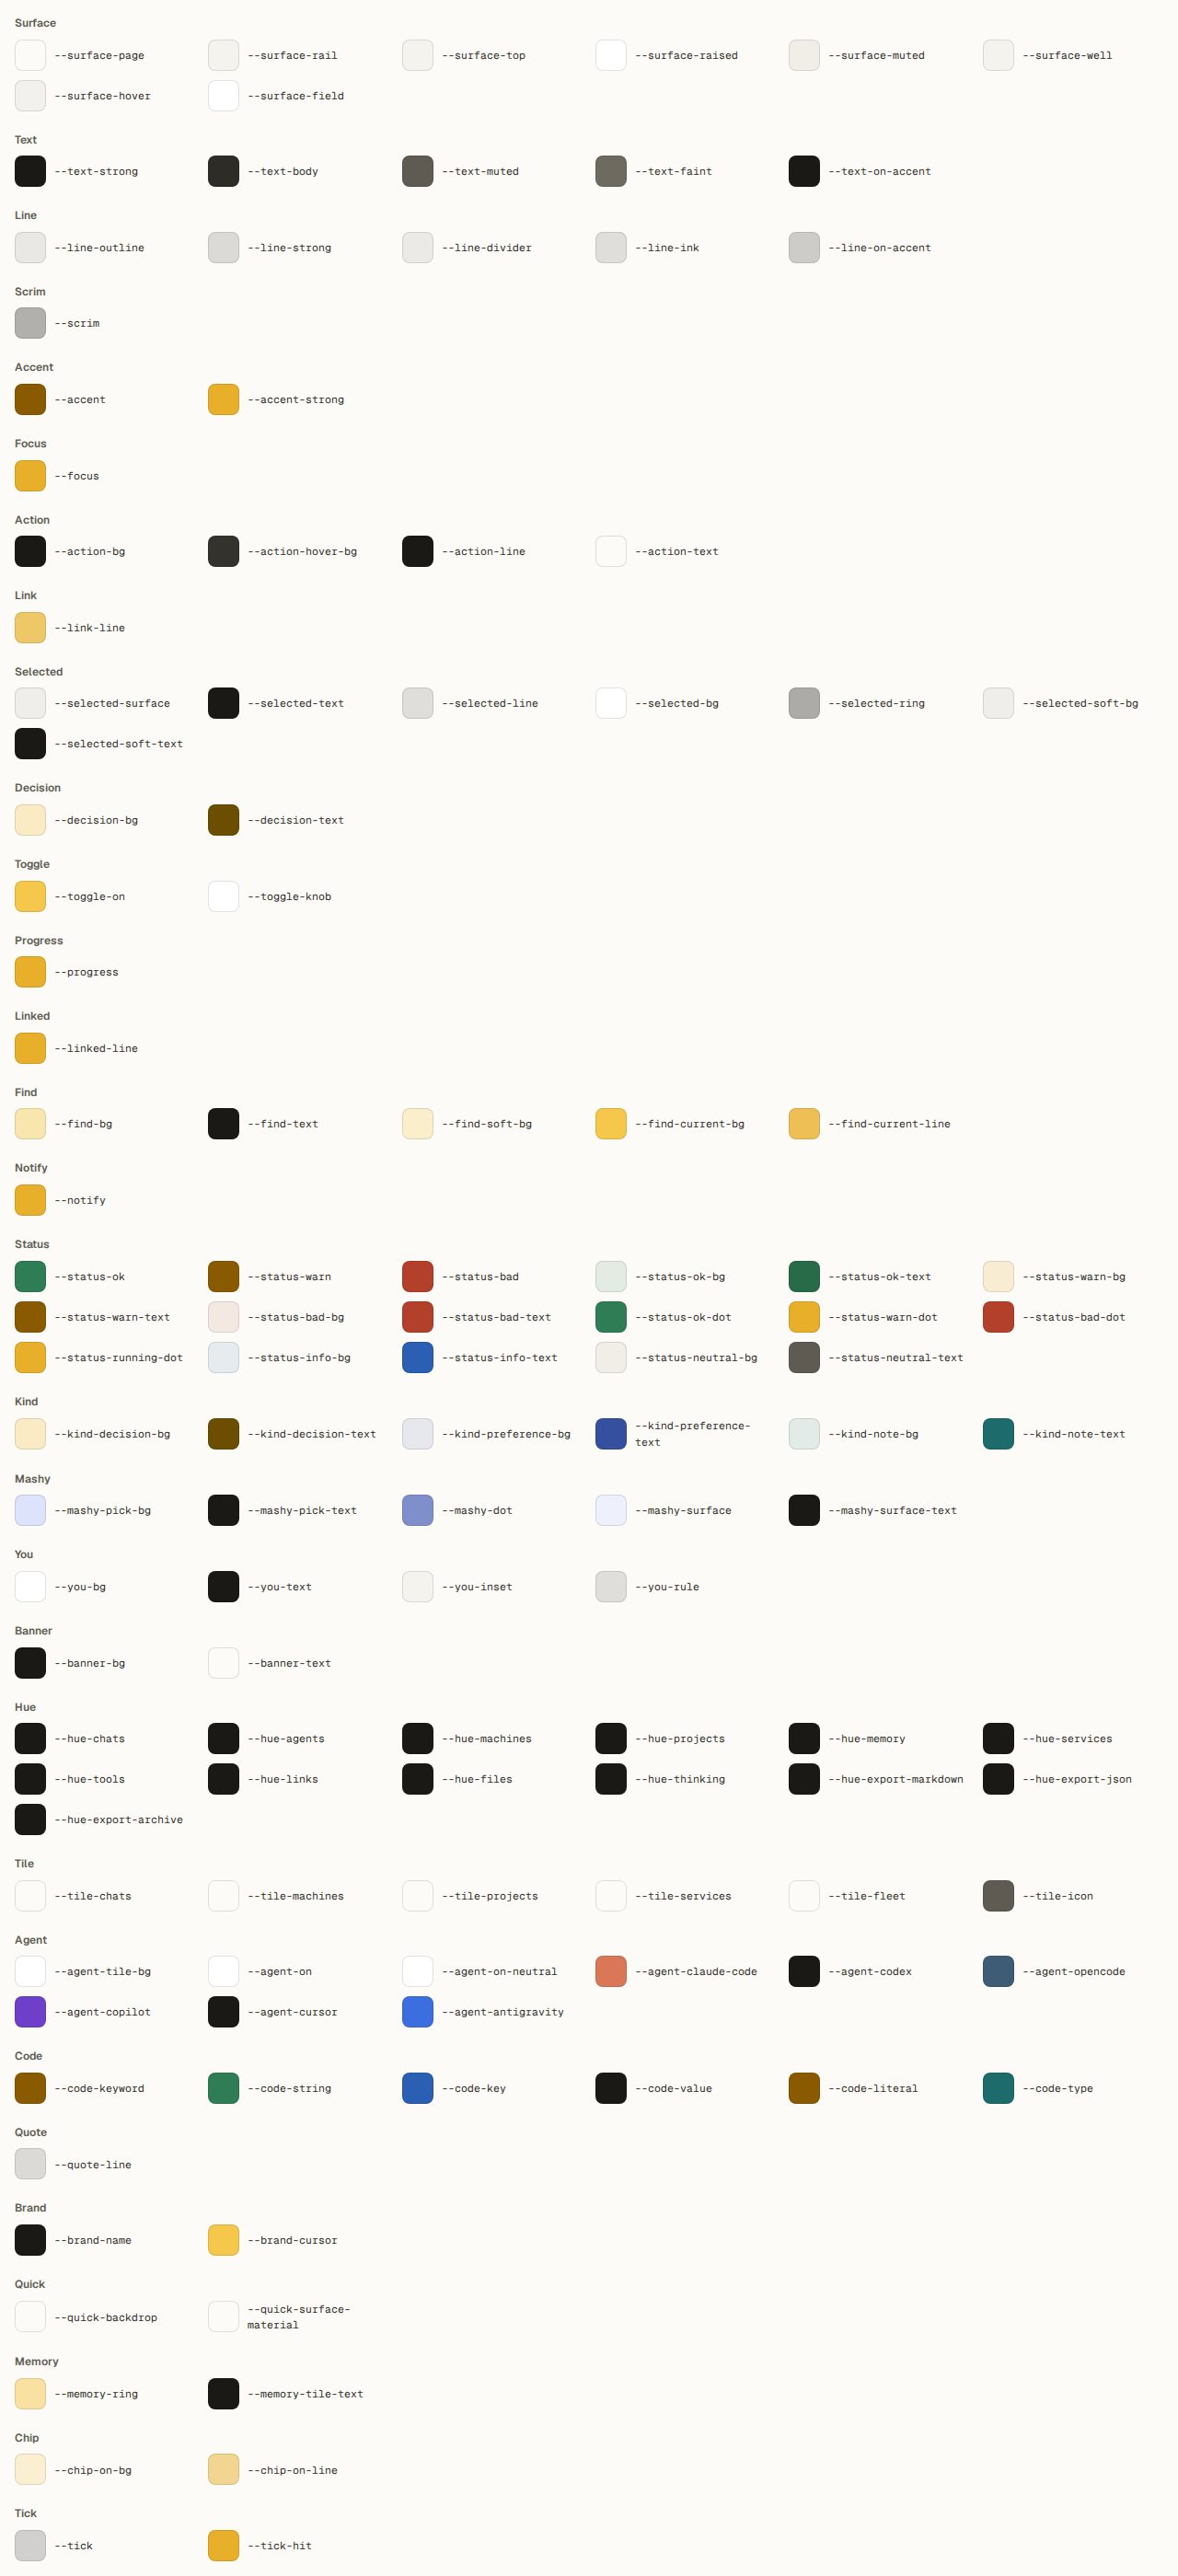 Surface
--surface-page --surface-rail --surface-top --surface-raised --surface-muted --surface-well
--surface-hover --surface-field
Text
--text-strong --text-body --text-muted --text-faint --text-on-accent
Line
--line-outline --line-strong --line-divider --line-ink --line-on-accent
Scrim
--scrim
Accent
--accent --accent-strong
Focus
--focus
Action
--action-bg --action-hover-bg --action-line --action-text
Link
--link-line
Selected
--selected-surface --selected-text --selected-line --selected-bg --selected-ring --selected-soft-bg
--selected-soft-text
Decision
--decision-bg --decision-text
Toggle
--toggle-on --toggle-knob
Progress
--progress
Linked
--linked-line
Find
--find-bg --find-text --find-soft-bg --find-current-bg --find-current-line
Notify
--notify
Status
--status-ok --status-warn --status-bad --status-ok-bg --status-ok-text --status-warn-bg
--status-warn-text --status-bad-bg --status-bad-text --status-ok-dot --status-warn-dot --status-bad-dot
--status-running-dot --status-info-bg --status-info-text --status-neutral-bg --status-neutral-text
Kind
--kind-decision-bg --kind-decision-text --kind-preference-bg --kind-preference-
text --kind-note-bg --kind-note-text
Mashy
--mashy-pick-bg --mashy-pick-text --mashy-dot --mashy-surface --mashy-surface-text
You
--you-bg --you-text --you-inset --you-rule
Banner
--banner-bg --banner-text
Hue
--hue-chats --hue-agents --hue-machines --hue-projects --hue-memory --hue-services
--hue-tools --hue-links --hue-files --hue-thinking --hue-export-markdown --hue-export-json
--hue-export-archive
Tile
--tile-chats --tile-machines --tile-projects --tile-services --tile-fleet --tile-icon
Agent
--agent-tile-bg --agent-on --agent-on-neutral --agent-claude-code --agent-codex --agent-opencode
--agent-copilot --agent-cursor --agent-antigravity
Code
--code-keyword --code-string --code-key --code-value --code-literal --code-type
Quote
--quote-line
Brand
--brand-name --brand-cursor
Quick
--quick-backdrop --quick-surface-
material
Memory
--memory-ring --memory-tile-text
Chip
--chip-on-bg --chip-on-line
Tick
--tick --tick-hit